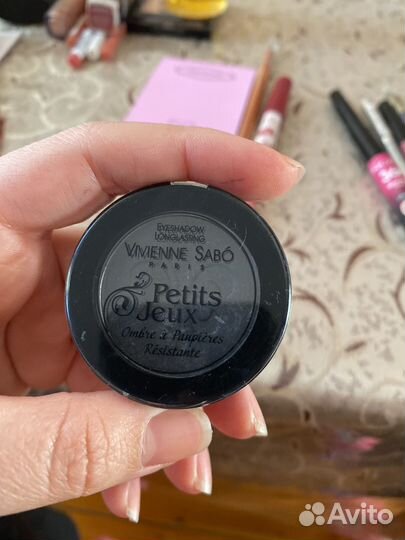 EYESHADOW
LONGLASTING
VIVIENNE SABÓ
PARIS
Petits
Jeux
Ombre à Paupières
Résistante
Avito